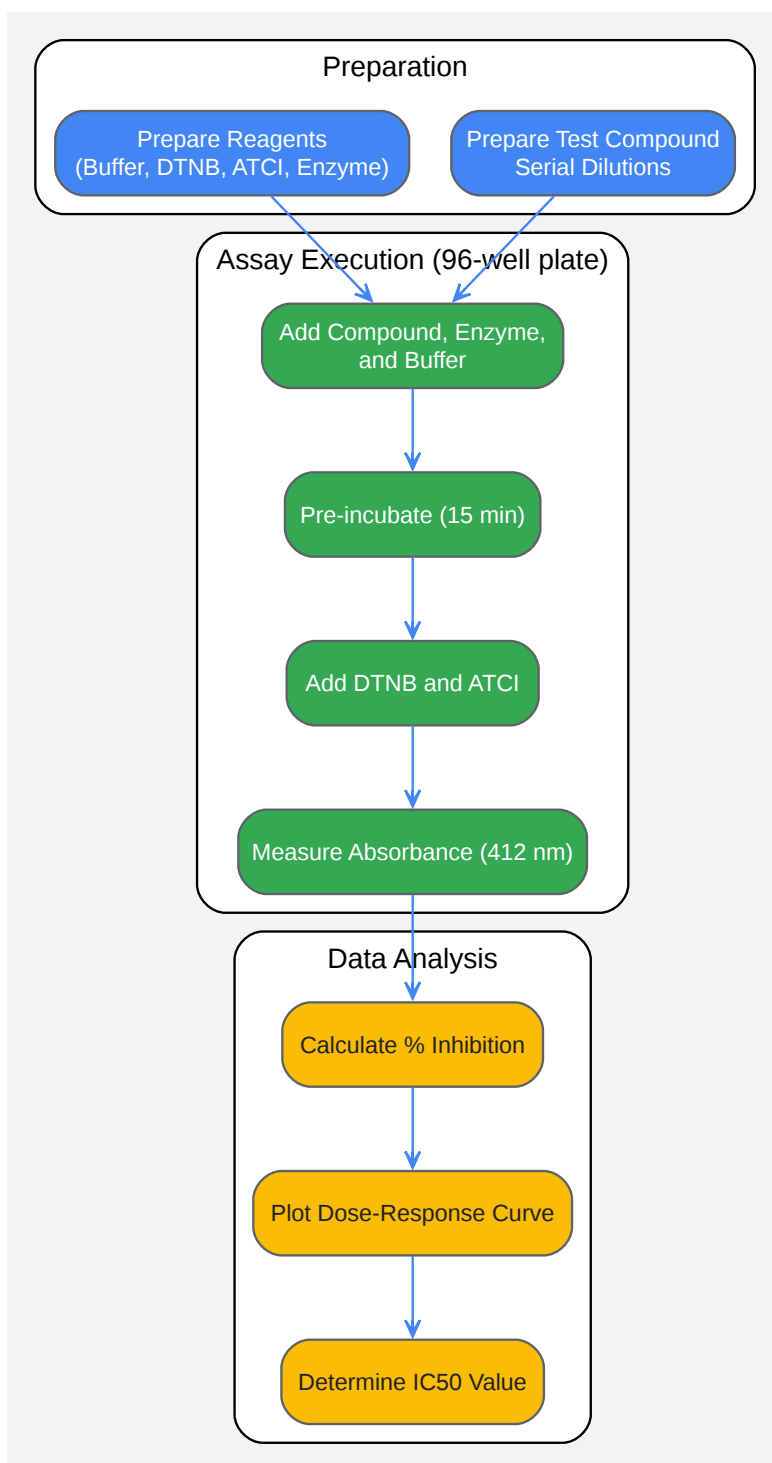 Preparation
Prepare Reagents
(Buffer, DTNB, ATCI, Enzyme)
Prepare Test Compound
Serial Dilutions
Assay Execution (96-well plate)
Add Compound, Enzyme,
and Buffer
Pre-incubate (15 min)
Add DTNB and ATCI
Measure Absorbance (412 nm)
Data Analysis
Calculate % Inhibition
Plot Dose-Response Curve
Determine IC50 Value